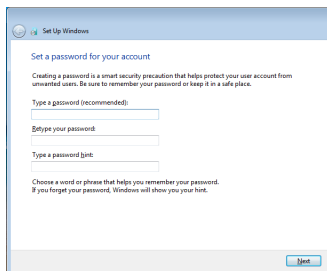 Set Up Windows
Set a password for your account
Creating a password is a smart security precaution that helps protect your user account from
unwanted users. Be sure to remember your password or keep it in a safe place.
Type a password (recommended):
Retype your password:
Type a password hint:
Choose a word or phrase that helps you remember your password.
If you forget your password, Windows will show you your hint.
Next